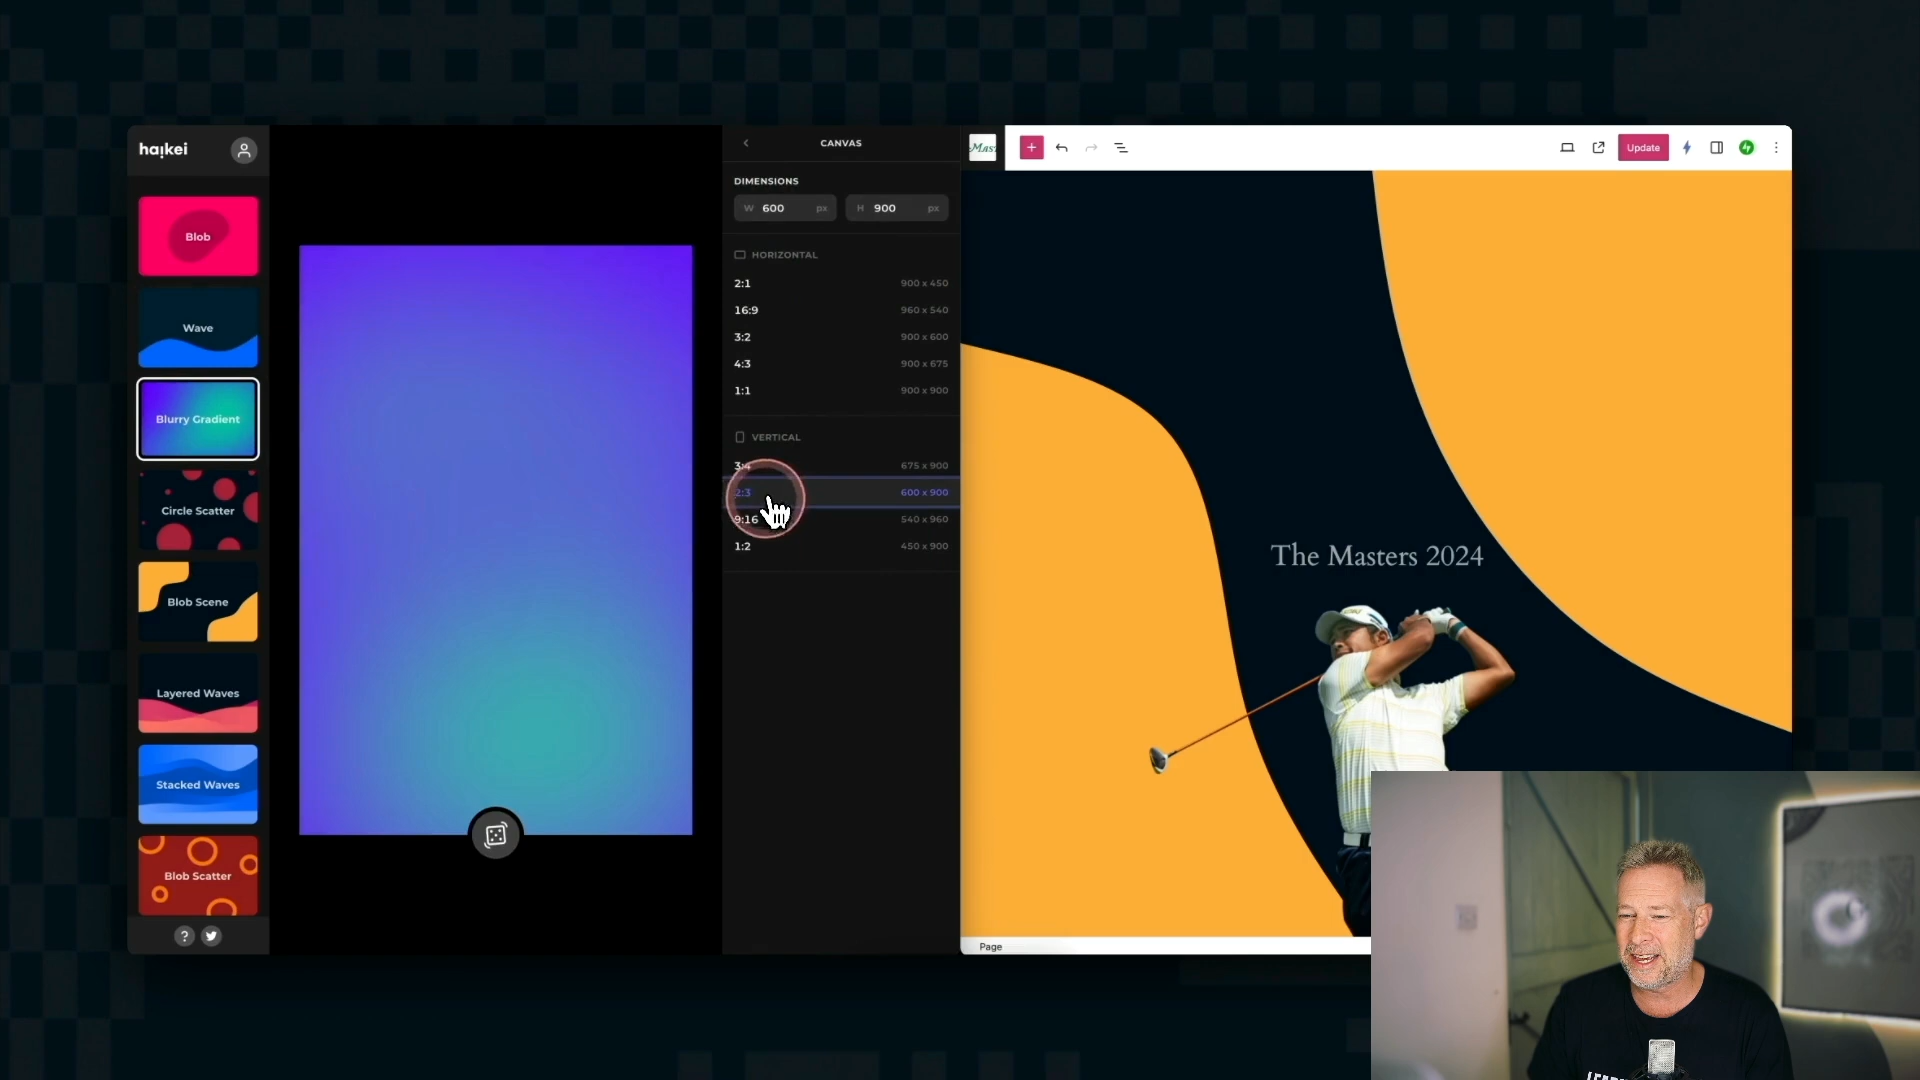 haikei
Blob
Wave
Blurry Gradient
Circle Scatter
Blob Scene
Layered Waves
Stacked Waves
Blob Scatter
?
CANVAS
DIMENSIONS
W 600 px H 900 px
HORIZONTAL
2:1 900 x 450
16:9 960 x 540
3:2 900 x 600
4:3 900 x 675
1:1 900 x 900
VERTICAL
3:4 675 x 900
2:3 600 x 900
9:16 540 x 960
1:2 450 x 900
Update
The Masters 2024
Page